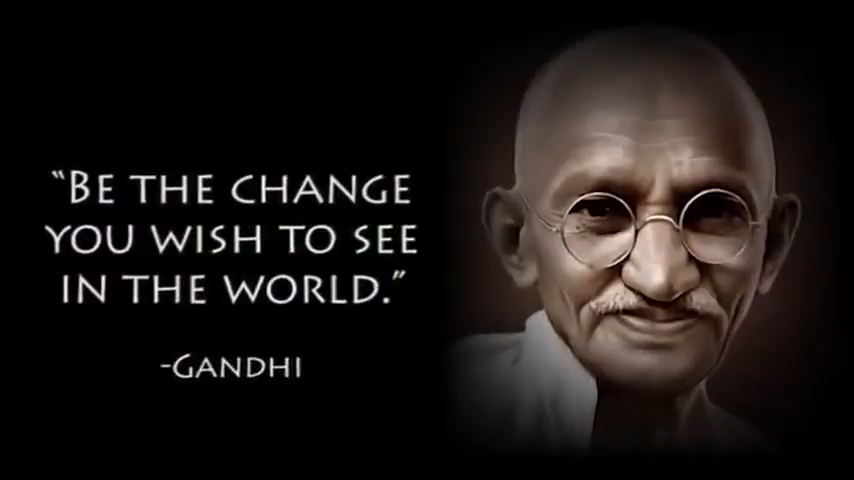 “Be the change
you wish to see
in the world.”
-Gandhi